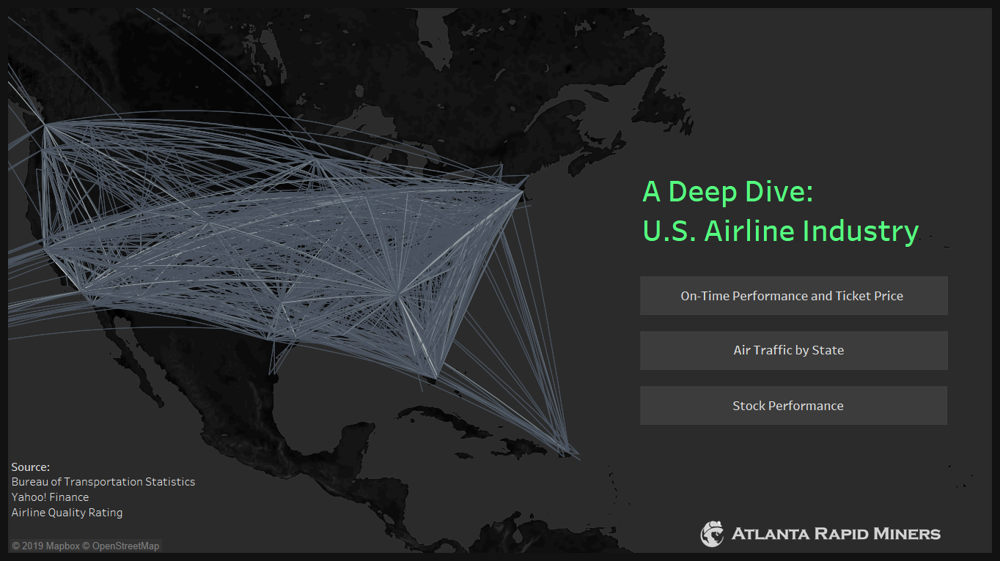 A Deep Dive:
U.S. Airline Industry
On-Time Performance and Ticket Price
Air Traffic by State
Stock Performance
Source:
Bureau of Transportation Statistics
Yahoo! Finance
Airline Quality Rating
© 2019 Mapbox © OpenStreetMap
ATLANTA RAPID MINERS